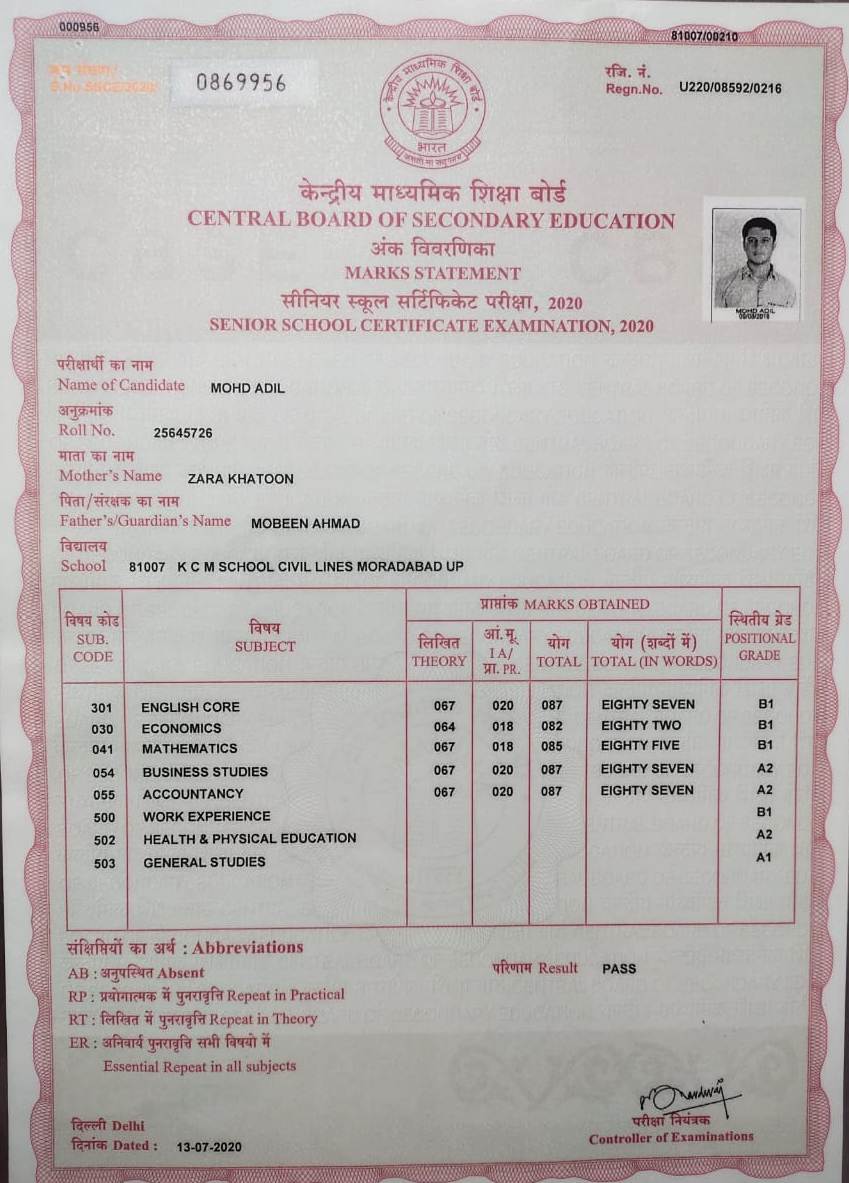 000956
81007/00210
0869956
रजि. नं.
Regn.No. U220/08592/0216
केन्द्रीय माध्यमिक शिक्षा बोर्ड
भारत
केन्द्रीय माध्यमिक शिक्षा बोर्ड
CENTRAL BOARD OF SECONDARY EDUCATION
अंक विवरणिका
MARKS STATEMENT
सीनियर स्कूल सर्टिफिकेट परीक्षा, 2020
SENIOR SCHOOL CERTIFICATE EXAMINATION, 2020
MOHD ADIL
परीक्षार्थी का नाम
Name of Candidate MOHD ADIL
अनुक्रमांक
Roll No. 25645726
माता का नाम
Mother's Name ZARA KHATOON
पिता/संरक्षक का नाम
Father's/Guardian's Name MOBEEN AHMAD
विद्यालय
School 81007 K C M SCHOOL CIVIL LINES MORADABAD UP
विषय कोड
SUB.
CODE
विषय
SUBJECT
प्राप्तांक MARKS OBTAINED
लिखित
THEORY
आं.मू.
I A/
प्रा. PR.
योग
TOTAL
योग (शब्दों में)
TOTAL (IN WORDS)
स्थितीय ग्रेड
POSITIONAL
GRADE
301 ENGLISH CORE 067 020 087 EIGHTY SEVEN B1
030 ECONOMICS 064 018 082 EIGHTY TWO B1
041 MATHEMATICS 067 018 085 EIGHTY FIVE B1
054 BUSINESS STUDIES 067 020 087 EIGHTY SEVEN A2
055 ACCOUNTANCY 067 020 087 EIGHTY SEVEN A2
500 WORK EXPERIENCE B1
502 HEALTH & PHYSICAL EDUCATION A2
503 GENERAL STUDIES A1
संक्षिप्तियों का अर्थ : Abbreviations
AB : अनुपस्थित Absent
परिणाम Result PASS
RP : प्रयोगात्मक में पुनरावृत्ति Repeat in Practical
RT : लिखित में पुनरावृत्ति Repeat in Theory
ER : अनिवार्य पुनरावृत्ति सभी विषयो में
Essential Repeat in all subjects
दिल्ली Delhi
दिनांक Dated : 13-07-2020
परीक्षा नियंत्रक
Controller of Examinations